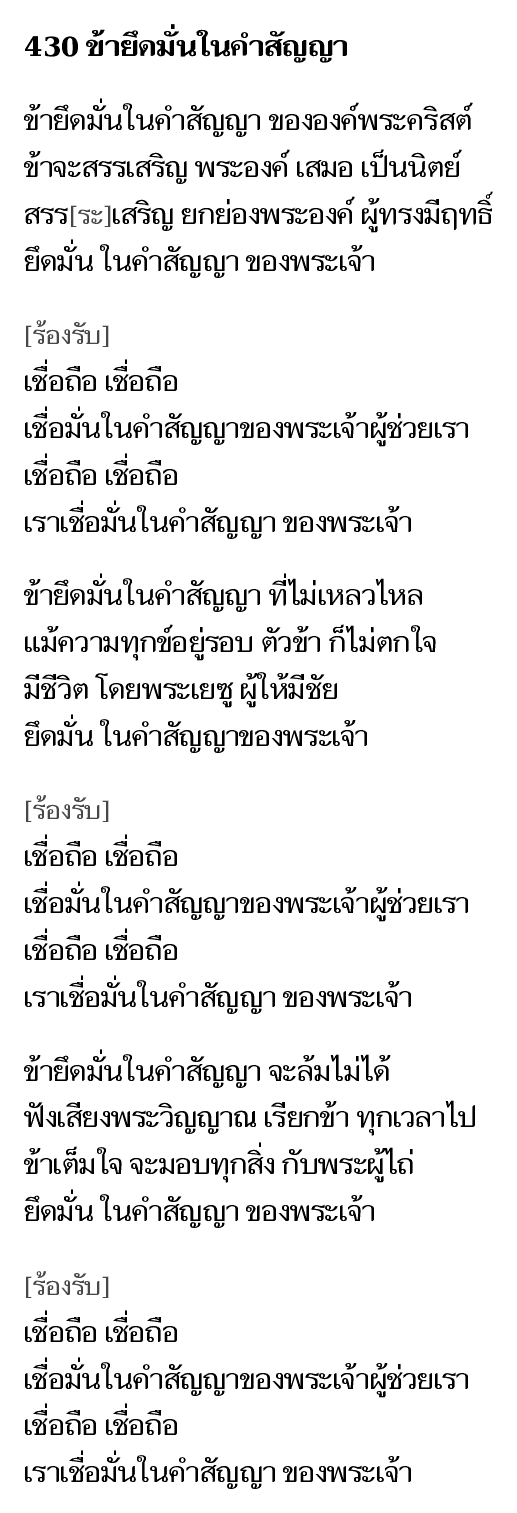 430 ข้ายึดมั่นในคำสัญญา
ข้ายึดมั่นในคำสัญญา ขององค์พระคริสต์
ข้าจะสรรเสริญ พระองค์ เสมอ เป็นนิตย์
สรร[ระ]เสริญ ยกย่องพระองค์ ผู้ทรงมีฤทธิ์
ยึดมั่น ในคำสัญญา ของพระเจ้า
[ร้องรับ]
เชื่อถือ เชื่อถือ
เชื่อมั่นในคำสัญญาของพระเจ้าผู้ช่วยเรา
เชื่อถือ เชื่อถือ
เราเชื่อมั่นในคำสัญญา ของพระเจ้า
ข้ายึดมั่นในคำสัญญา ที่ไม่เหลวไหล
แม้ความทุกข์อยู่รอบ ตัวข้า ก็ไม่ตกใจ
มีชีวิต โดยพระเยซู ผู้ให้มีชัย
ยึดมั่น ในคำสัญญาของพระเจ้า
[ร้องรับ]
เชื่อถือ เชื่อถือ
เชื่อมั่นในคำสัญญาของพระเจ้าผู้ช่วยเรา
เชื่อถือ เชื่อถือ
เราเชื่อมั่นในคำสัญญา ของพระเจ้า
ข้ายึดมั่นในคำสัญญา จะล้มไม่ได้
ฟังเสียงพระวิญญาณ เรียกข้า ทุกเวลาไป
ข้าเต็มใจ จะมอบทุกสิ่ง กับพระผู้ไถ่
ยึดมั่น ในคำสัญญา ของพระเจ้า
[ร้องรับ]
เชื่อถือ เชื่อถือ
เชื่อมั่นในคำสัญญาของพระเจ้าผู้ช่วยเรา
เชื่อถือ เชื่อถือ
เราเชื่อมั่นในคำสัญญา ของพระเจ้า